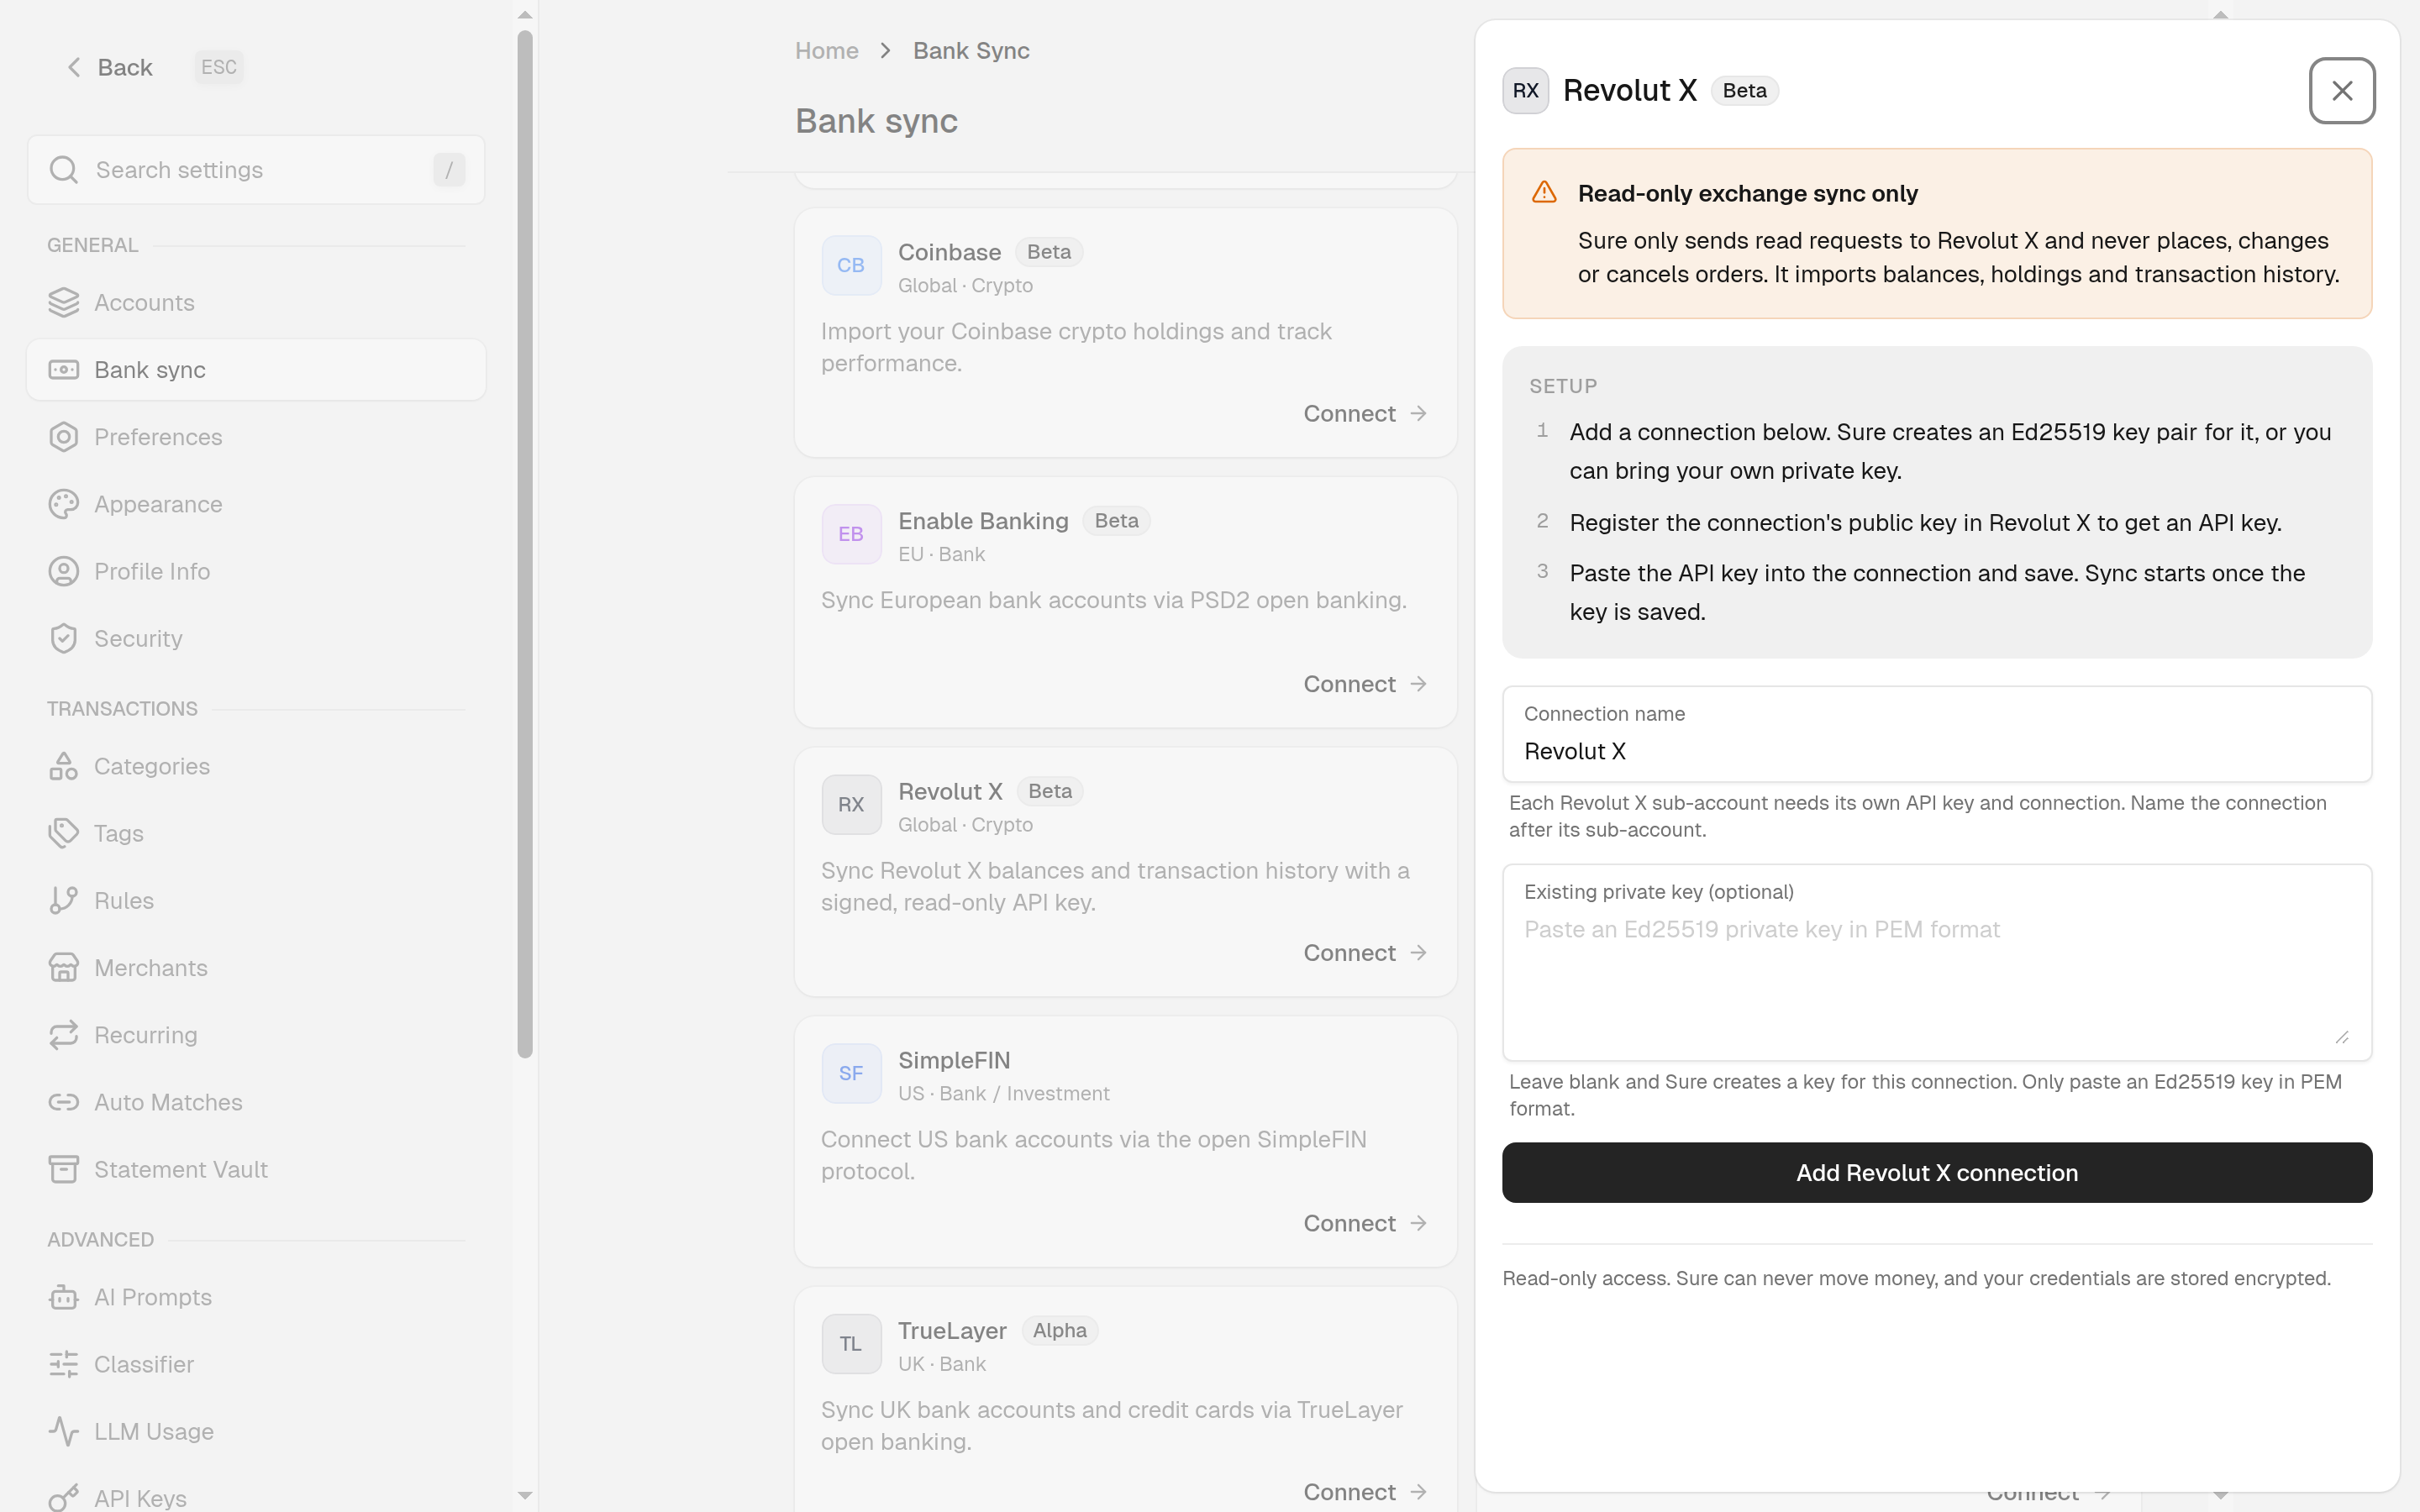 Back ESC
Search settings /
GENERAL
Accounts
Bank sync
Preferences
Appearance
Profile Info
Security
TRANSACTIONS
Categories
Tags
Rules
Merchants
Recurring
Auto Matches
Statement Vault
ADVANCED
AI Prompts
Classifier
LLM Usage
API Keys
Home > Bank Sync
Bank sync
CB Coinbase Beta
Global · Crypto
Import your Coinbase crypto holdings and track
performance.
Connect →
EB Enable Banking Beta
EU · Bank
Sync European bank accounts via PSD2 open banking.
Connect →
RX Revolut X Beta
Global · Crypto
Sync Revolut X balances and transaction history with a
signed, read-only API key.
Connect →
SF SimpleFIN
US · Bank / Investment
Connect US bank accounts via the open SimpleFIN
protocol.
Connect →
TL TrueLayer Alpha
UK · Bank
Sync UK bank accounts and credit cards via TrueLayer
open banking.
Connect →
RX Revolut X Beta
Read-only exchange sync only
Sure only sends read requests to Revolut X and never places, changes
or cancels orders. It imports balances, holdings and transaction history.
SETUP
1 Add a connection below. Sure creates an Ed25519 key pair for it, or you
can bring your own private key.
2 Register the connection's public key in Revolut X to get an API key.
3 Paste the API key into the connection and save. Sync starts once the
key is saved.
Connection name
Revolut X
Each Revolut X sub-account needs its own API key and connection. Name the connection
after its sub-account.
Existing private key (optional)
Paste an Ed25519 private key in PEM format
Leave blank and Sure creates a key for this connection. Only paste an Ed25519 key in PEM
format.
Add Revolut X connection
Read-only access. Sure can never move money, and your credentials are stored encrypted.
Connect →